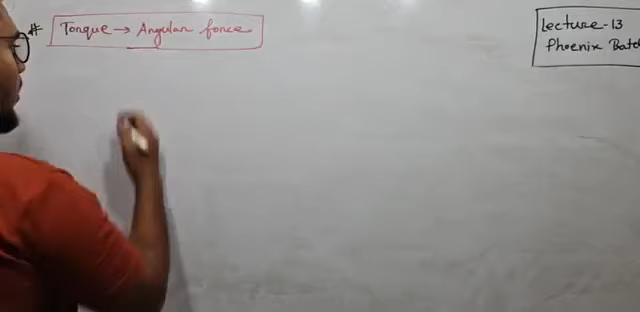 # Torque → Angular force
Lecture-13
Phoenix Batch